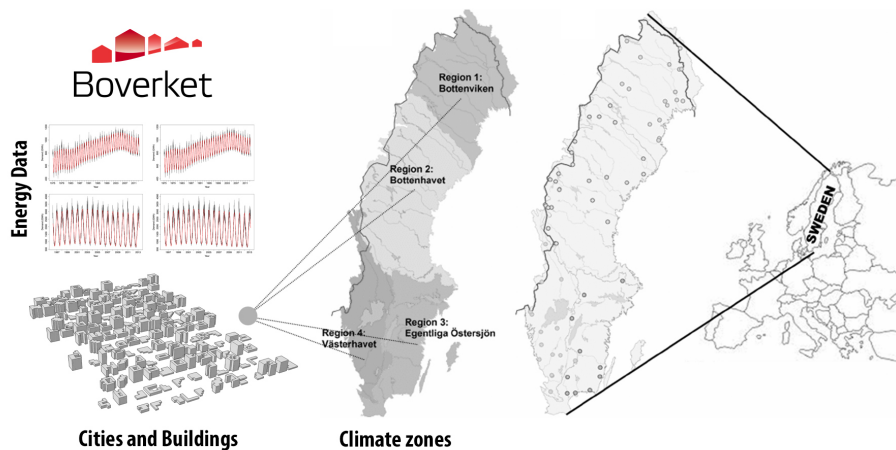 Boverket
Energy Data
Cities and Buildings
Region 1:
Bottenviken
Region 2:
Bottenhavet
Region 3:
Egentliga Östersjön
Region 4:
Västerhavet
Climate zones
SWEDEN